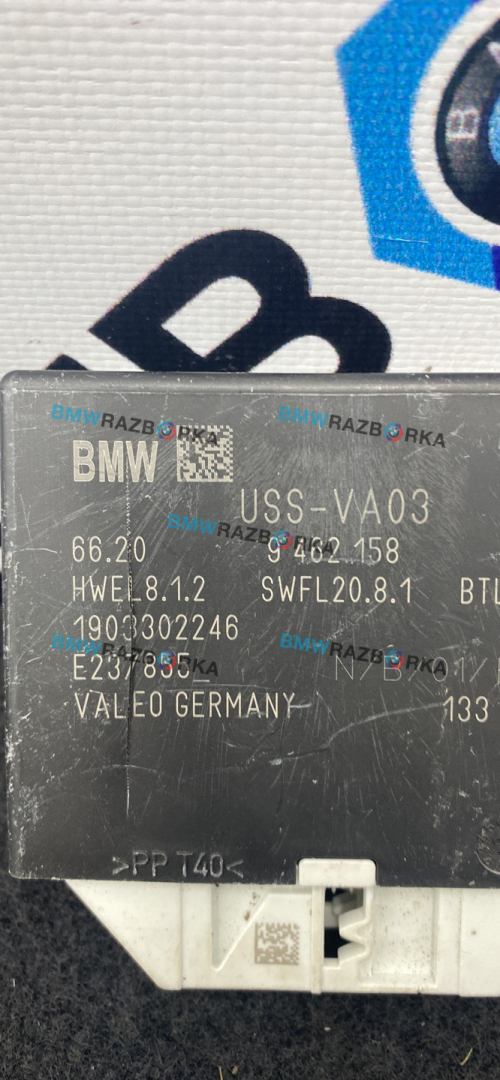 B
BMWRAZBORKA
BMWRAZBORKA
BMW
USS-VA03
BMWRAZBORKA
66.20 9 462 158
HWEL8.1.2 SWFL20.8.1 BTL
1903302246
BMWRAZBORKA
BMWRAZBORKA
E237855_
VALEO GERMANY 133
>PP T40<